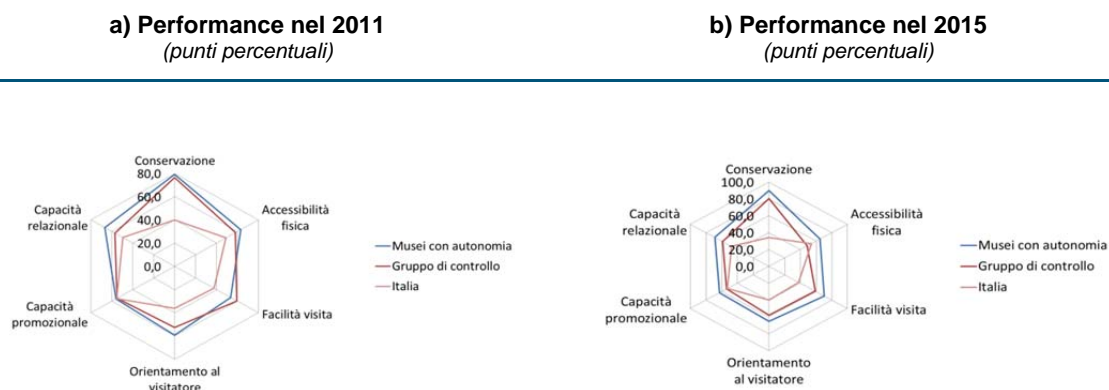 a) Performance nel 2011
(punti percentuali)
b) Performance nel 2015
(punti percentuali)
Conservazione
80,0
60,0
40,0
20,0
0,0
Accessibilità
fisica
Facilità visita
Orientamento al
visitatore
Capacità
promozionale
Capacità
relazionale
Musei con autonomia
Gruppo di controllo
Italia
Conservazione
100,0
80,0
60,0
40,0
20,0
0,0
Accessibilità
fisica
Facilità visita
Orientamento
al visitatore
Capacità
promozionale
Capacità
relazionale
Musei con autonomia
Gruppo di controllo
Italia